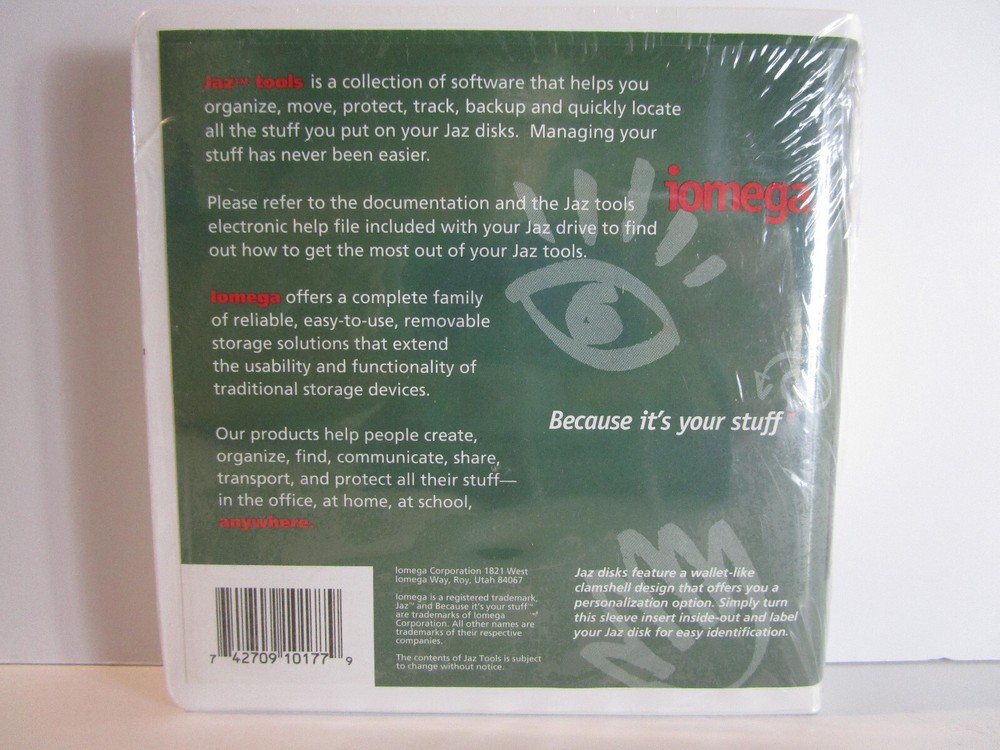 Jaz™ tools is a collection of software that helps you
organize, move, protect, track, backup and quickly locate
all the stuff you put on your Jaz disks. Managing your
stuff has never been easier.
iomega
Please refer to the documentation and the Jaz tools
electronic help file included with your Jaz drive to find
out how to get the most out of your Jaz tools.
Iomega offers a complete family
of reliable, easy-to-use, removable
storage solutions that extend
the usability and functionality of
traditional storage devices.
Because it's your stuff™
Our products help people create,
organize, find, communicate, share,
transport, and protect all their stuff—
in the office, at home, at school,
anywhere.
Iomega Corporation 1821 West
Iomega Way, Roy, Utah 84067
Iomega is a registered trademark,
Jaz™ and Because it's your stuff™
are trademarks of Iomega
Corporation. All other names are
trademarks of their respective
companies.
The contents of Jaz Tools is subject
to change without notice.
Jaz disks feature a wallet-like
clamshell design that offers you a
personalization option. Simply turn
this sleeve insert inside-out and label
your Jaz disk for easy identification.
7 42709 10177 9